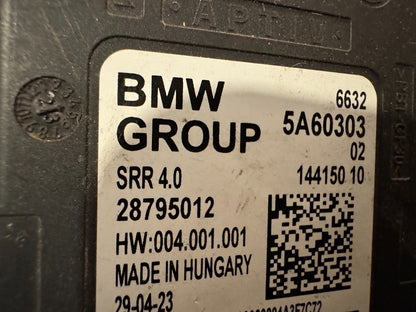 APTIV
BMW
GROUP
6632
5A60303
02
SRR 4.0
144150 10
28795012
HW:004.001.001
MADE IN HUNGARY
29-04-23